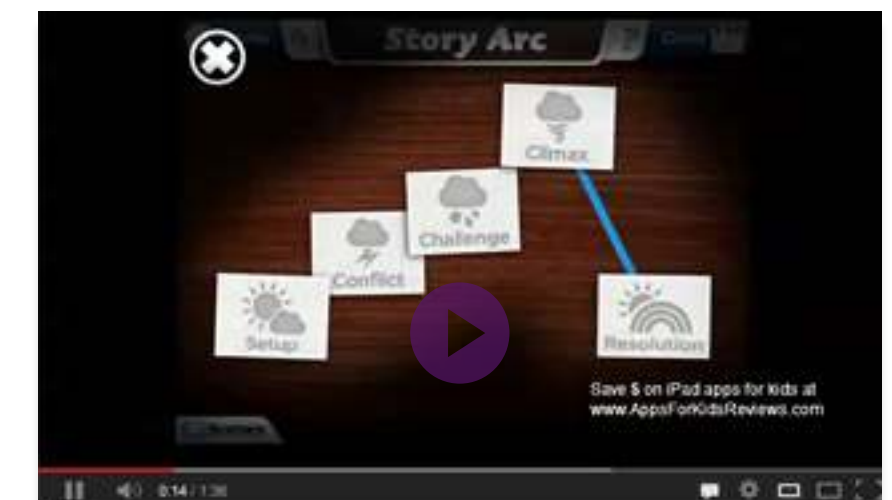 Story Arc
Climax
Challenge
Conflict
Setup
Resolution
Save $ on iPad apps for kids at
www.AppsForKidsReviews.com
0:14 / 1:36